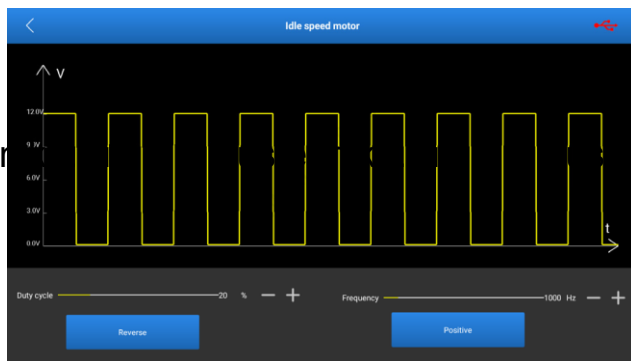 Idle speed motor
V
12.0V
9.0V
6.0V
3.0V
0.0V
t
Duty cycle 20 %
Frequency 1000 Hz
Reverse
Positive